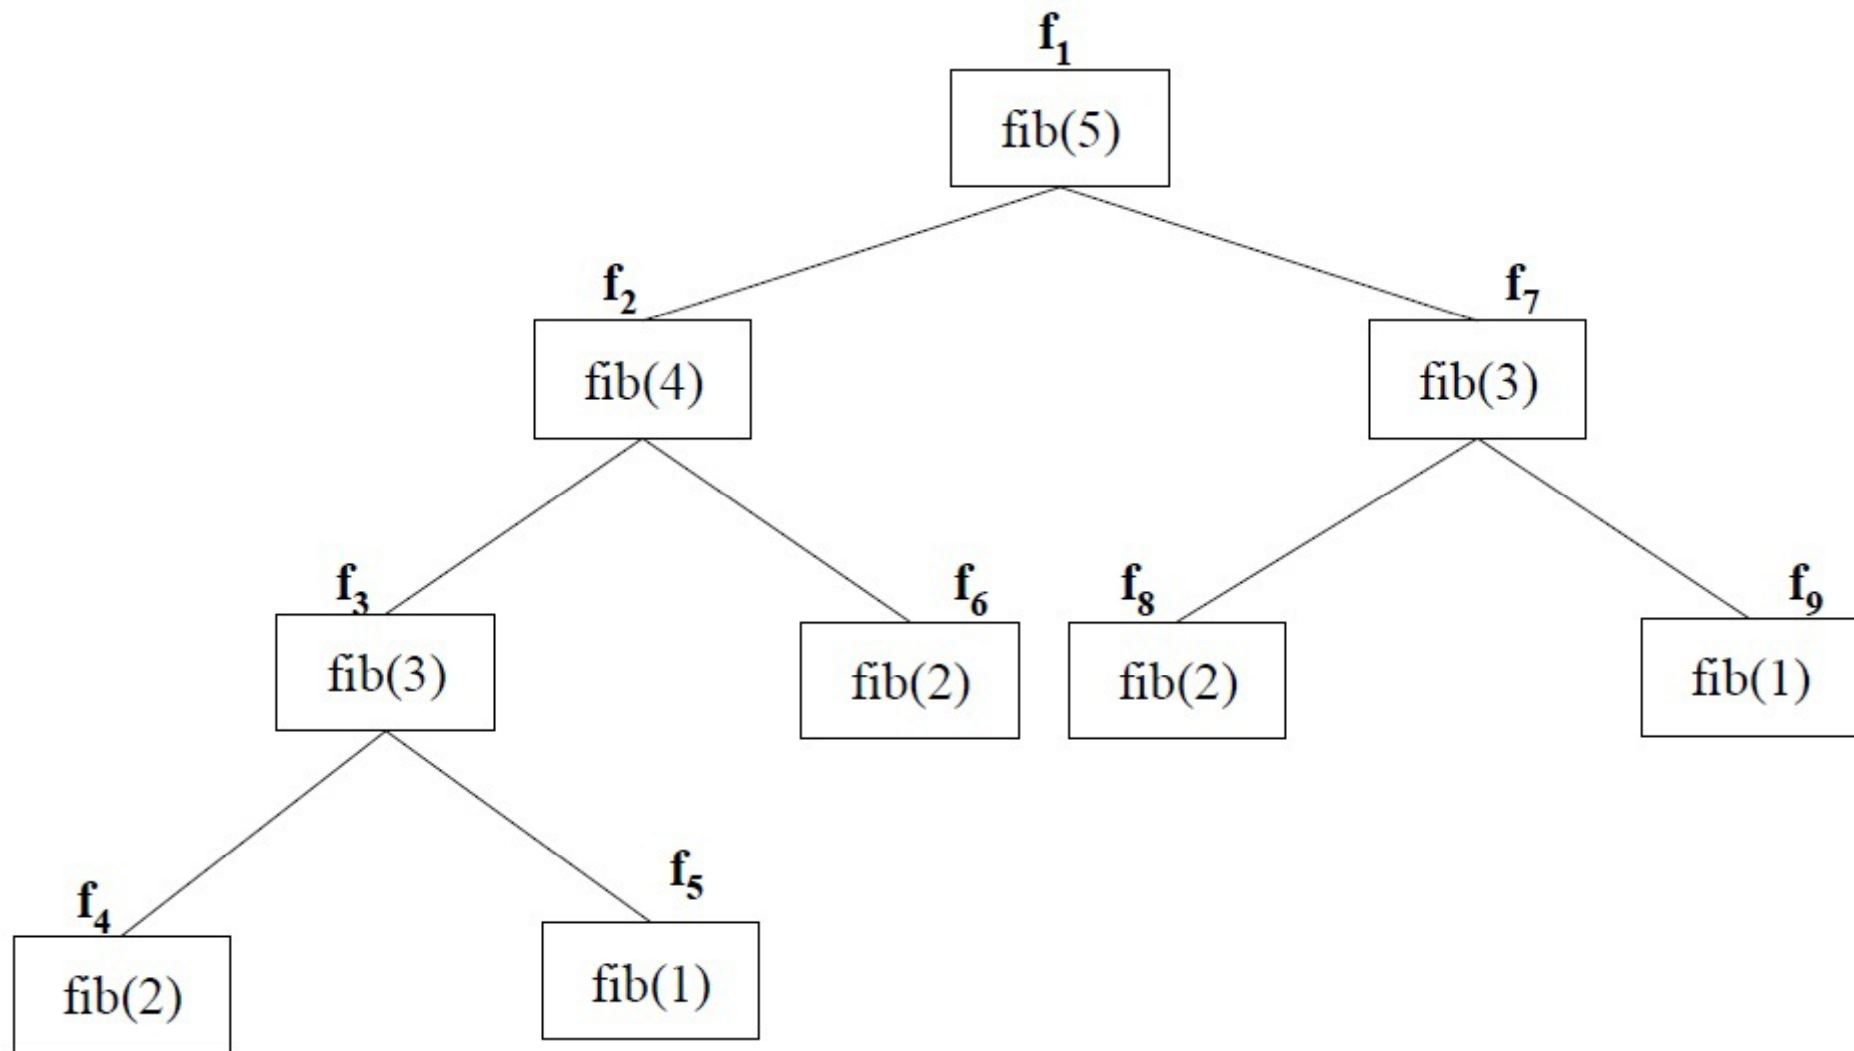 f1
fib(5)
f2
f7
fib(4)
fib(3)
f3
f6
f8
f9
fib(3)
fib(2)
fib(2)
fib(1)
f4
f5
fib(2)
fib(1)